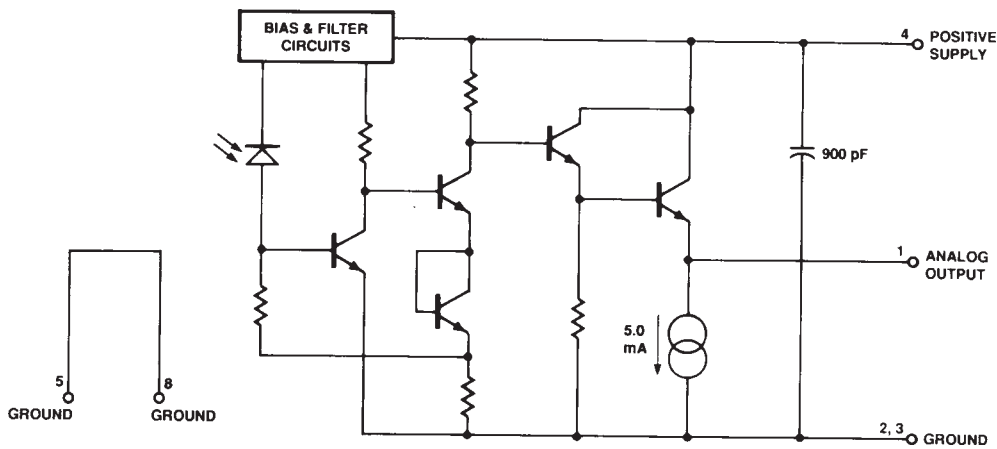 BIAS & FILTER
CIRCUITS
4
POSITIVE
SUPPLY
900 pF
1
ANALOG
OUTPUT
5.0
mA
5
GROUND
8
GROUND
2, 3
GROUND